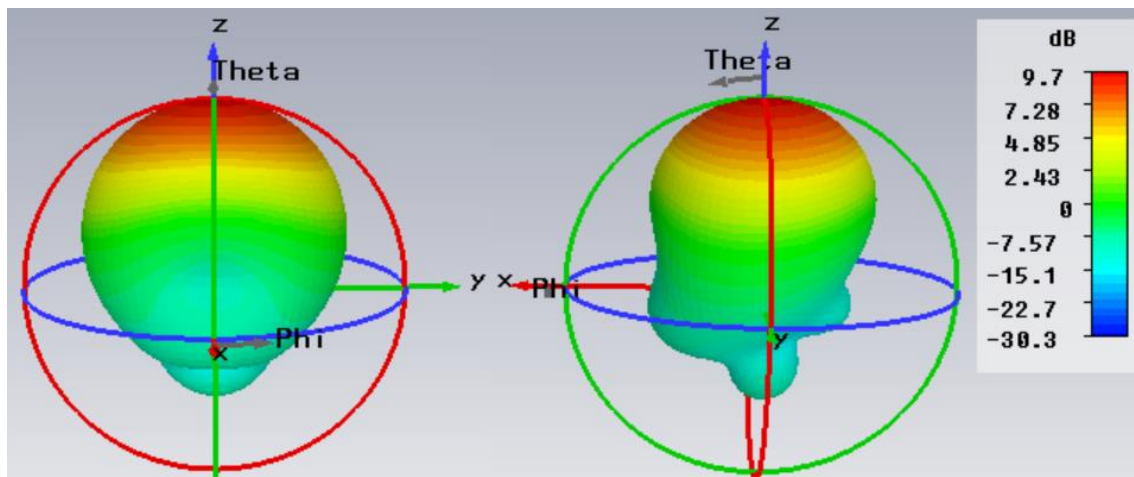 z
Theta
y
Phi
x
z
Theta
x
Phi
y
dB
9.7
7.28
4.85
2.43
0
-7.57
-15.1
-22.7
-30.3